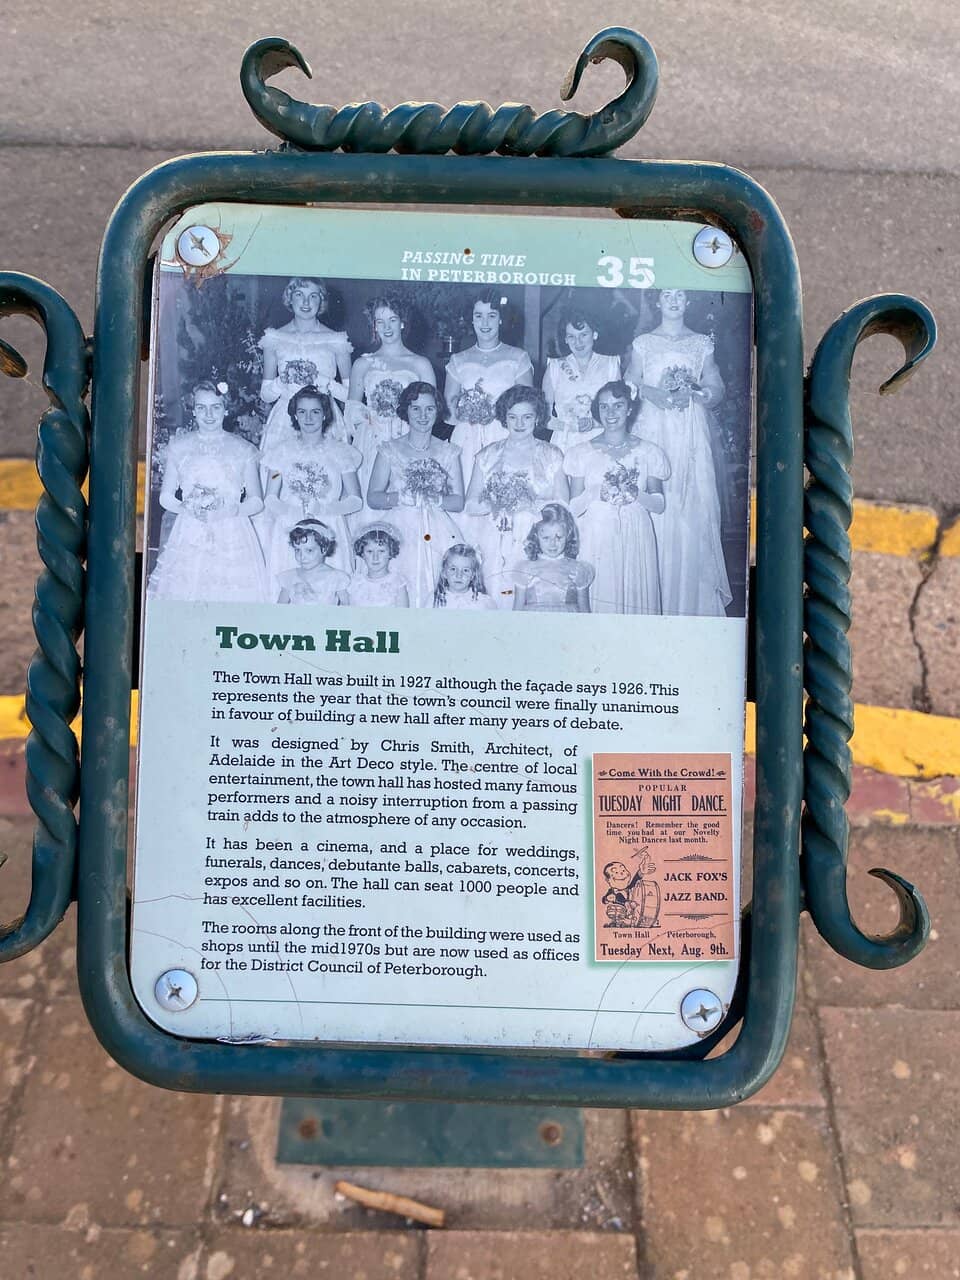 PASSING TIME
IN PETERBOROUGH 35
Town Hall
The Town Hall was built in 1927 although the façade says 1926. This
represents the year that the town's council were finally unanimous
in favour of building a new hall after many years of debate.
It was designed by Chris Smith, Architect, of
Adelaide in the Art Deco style. The centre of local
entertainment, the town hall has hosted many famous
performers and a noisy interruption from a passing
train adds to the atmosphere of any occasion.
It has been a cinema, and a place for weddings,
funerals, dances, debutante balls, cabarets, concerts,
expos and so on. The hall can seat 1000 people and
has excellent facilities.
The rooms along the front of the building were used as
shops until the mid1970s but are now used as offices
for the District Council of Peterborough.
Come With the Crowd!
POPULAR
TUESDAY NIGHT DANCE.
Dancers! Remember the good
time you had at our Novelty
Night Dances last month.
JACK FOX'S
JAZZ BAND.
Town Hall - Peterborough,
Tuesday Next, Aug. 9th.